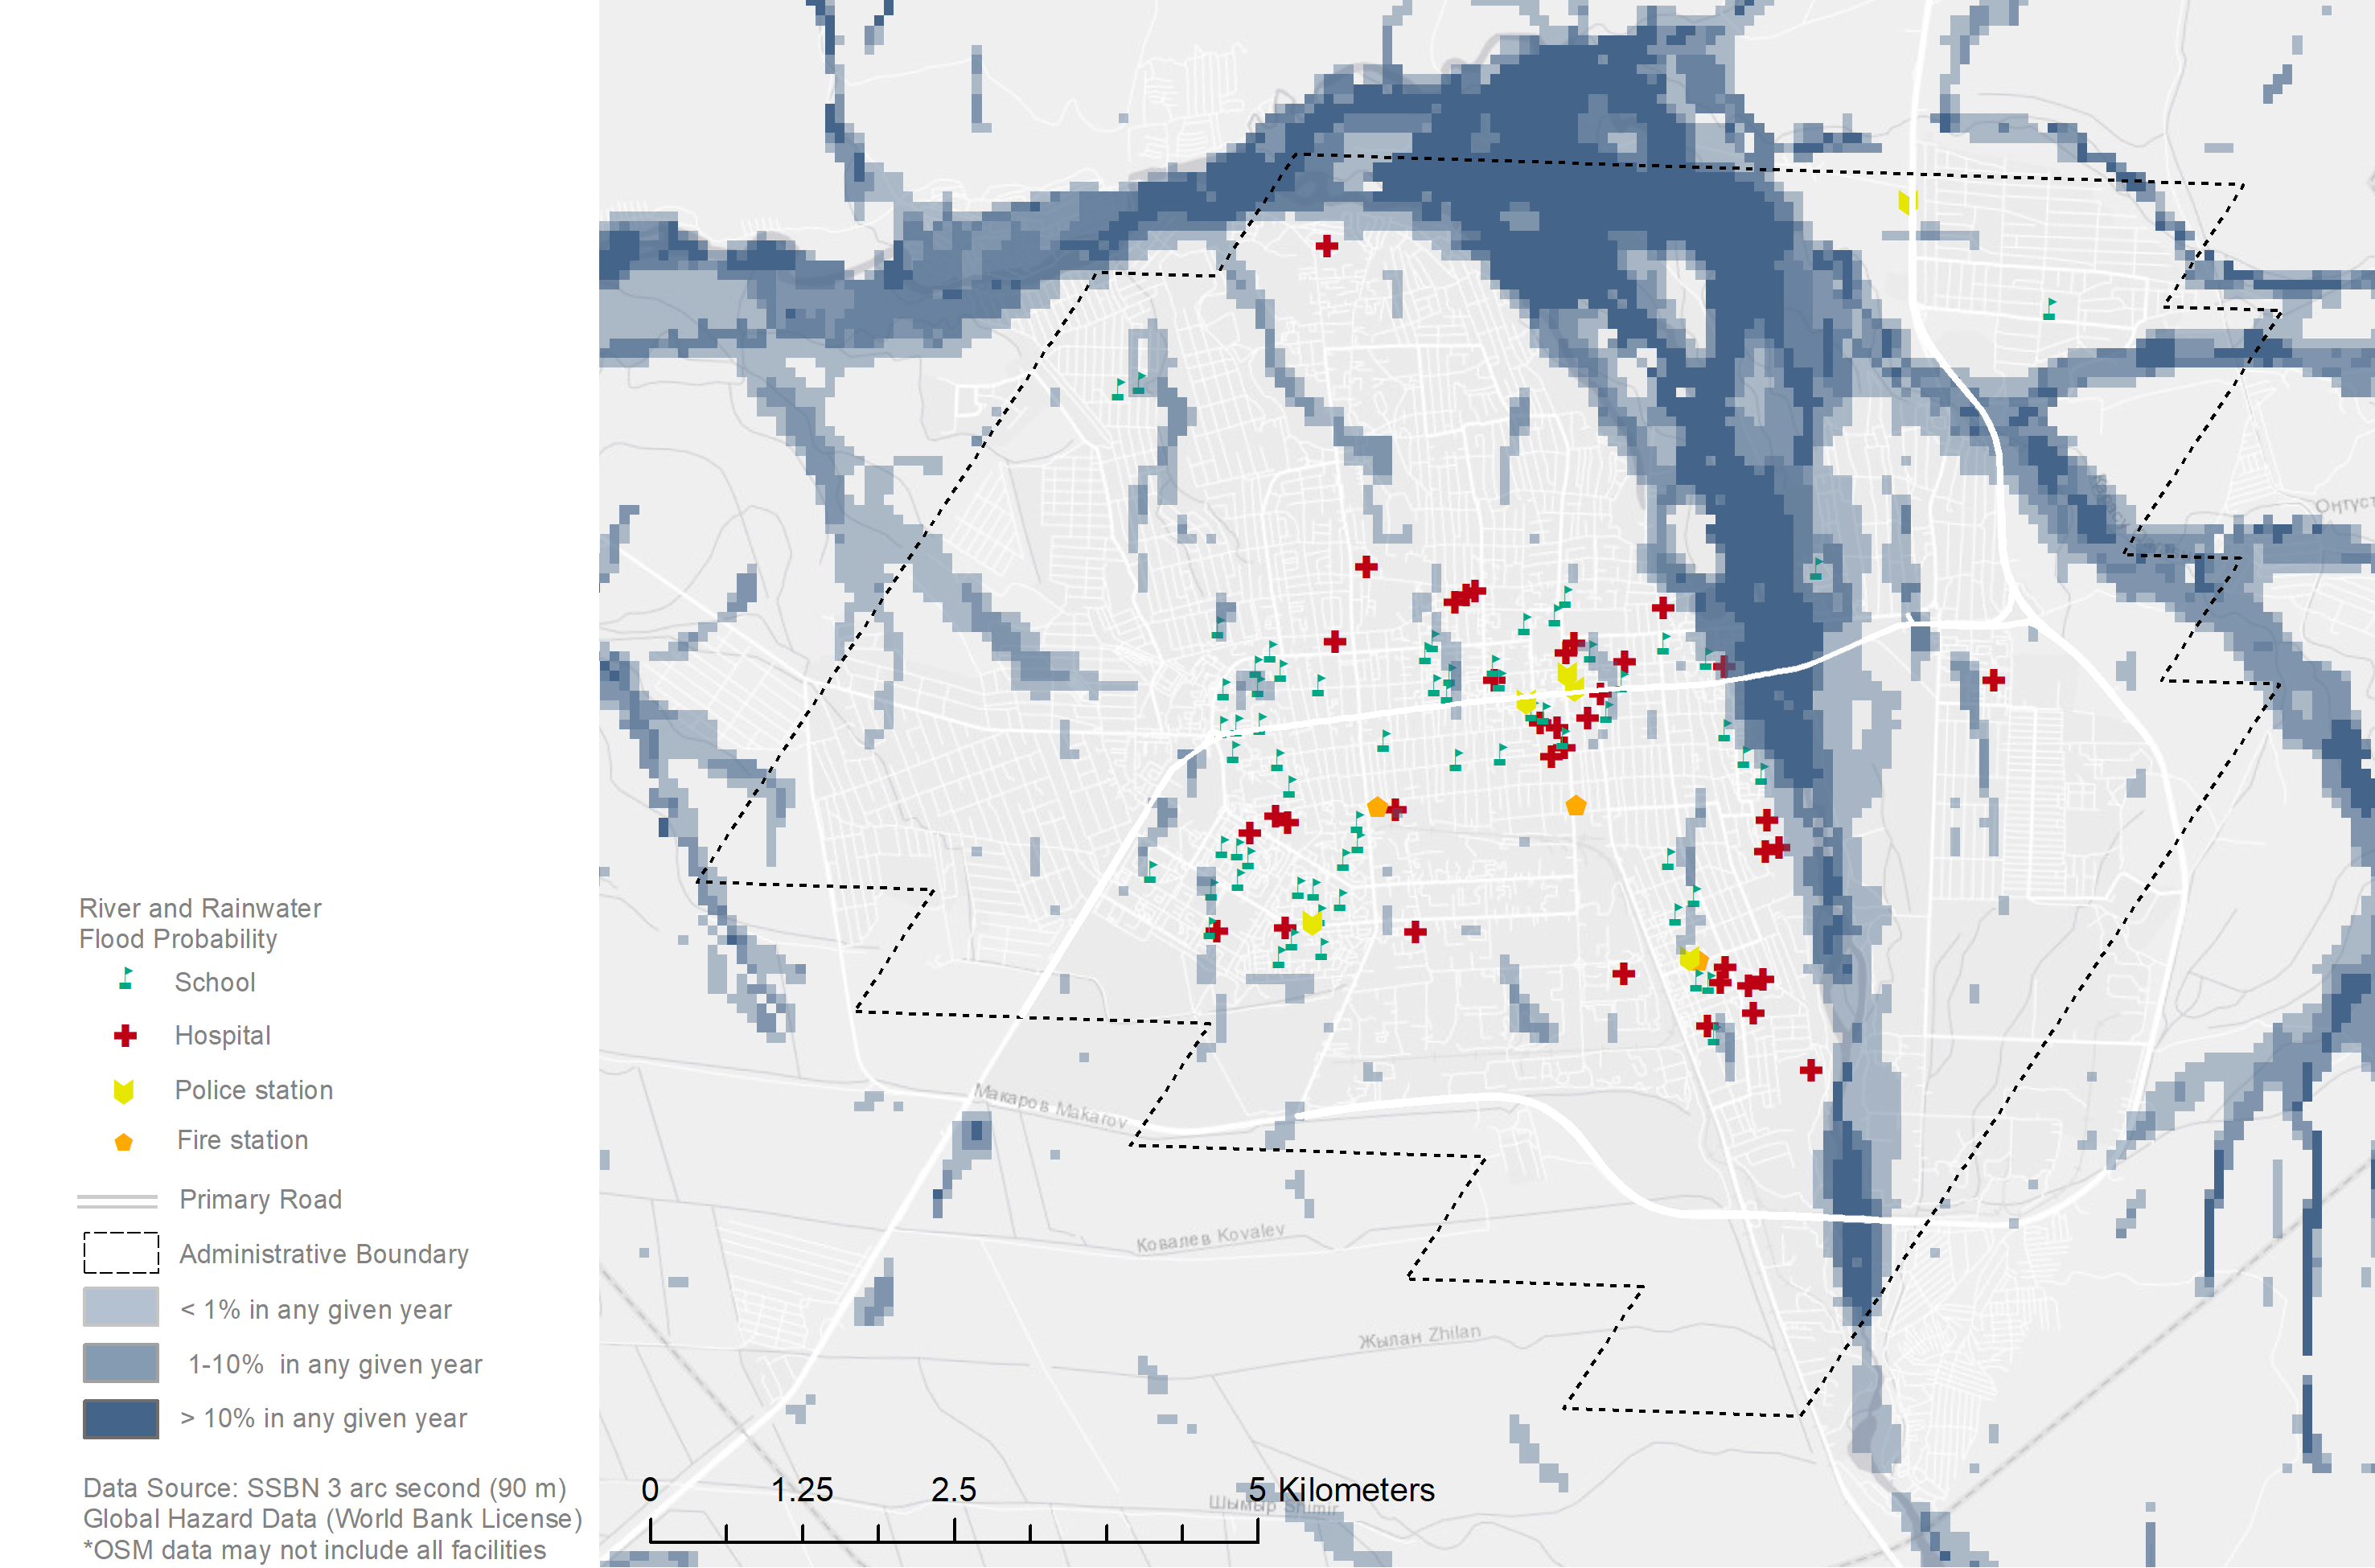 River and Rainwater
Flood Probability
School
Hospital
Police station
Fire station
Primary Road
Administrative Boundary
< 1% in any given year
1-10% in any given year
> 10% in any given year
Data Source: SSBN 3 arc second (90 m)
Global Hazard Data (World Bank License)
*OSM data may not include all facilities
Оңтүст
Макаров Makarov
Ковалев Kovalev
Жылан Zhilan
0 1.25 2.5 5 Kilometers
Шымыр Shimir